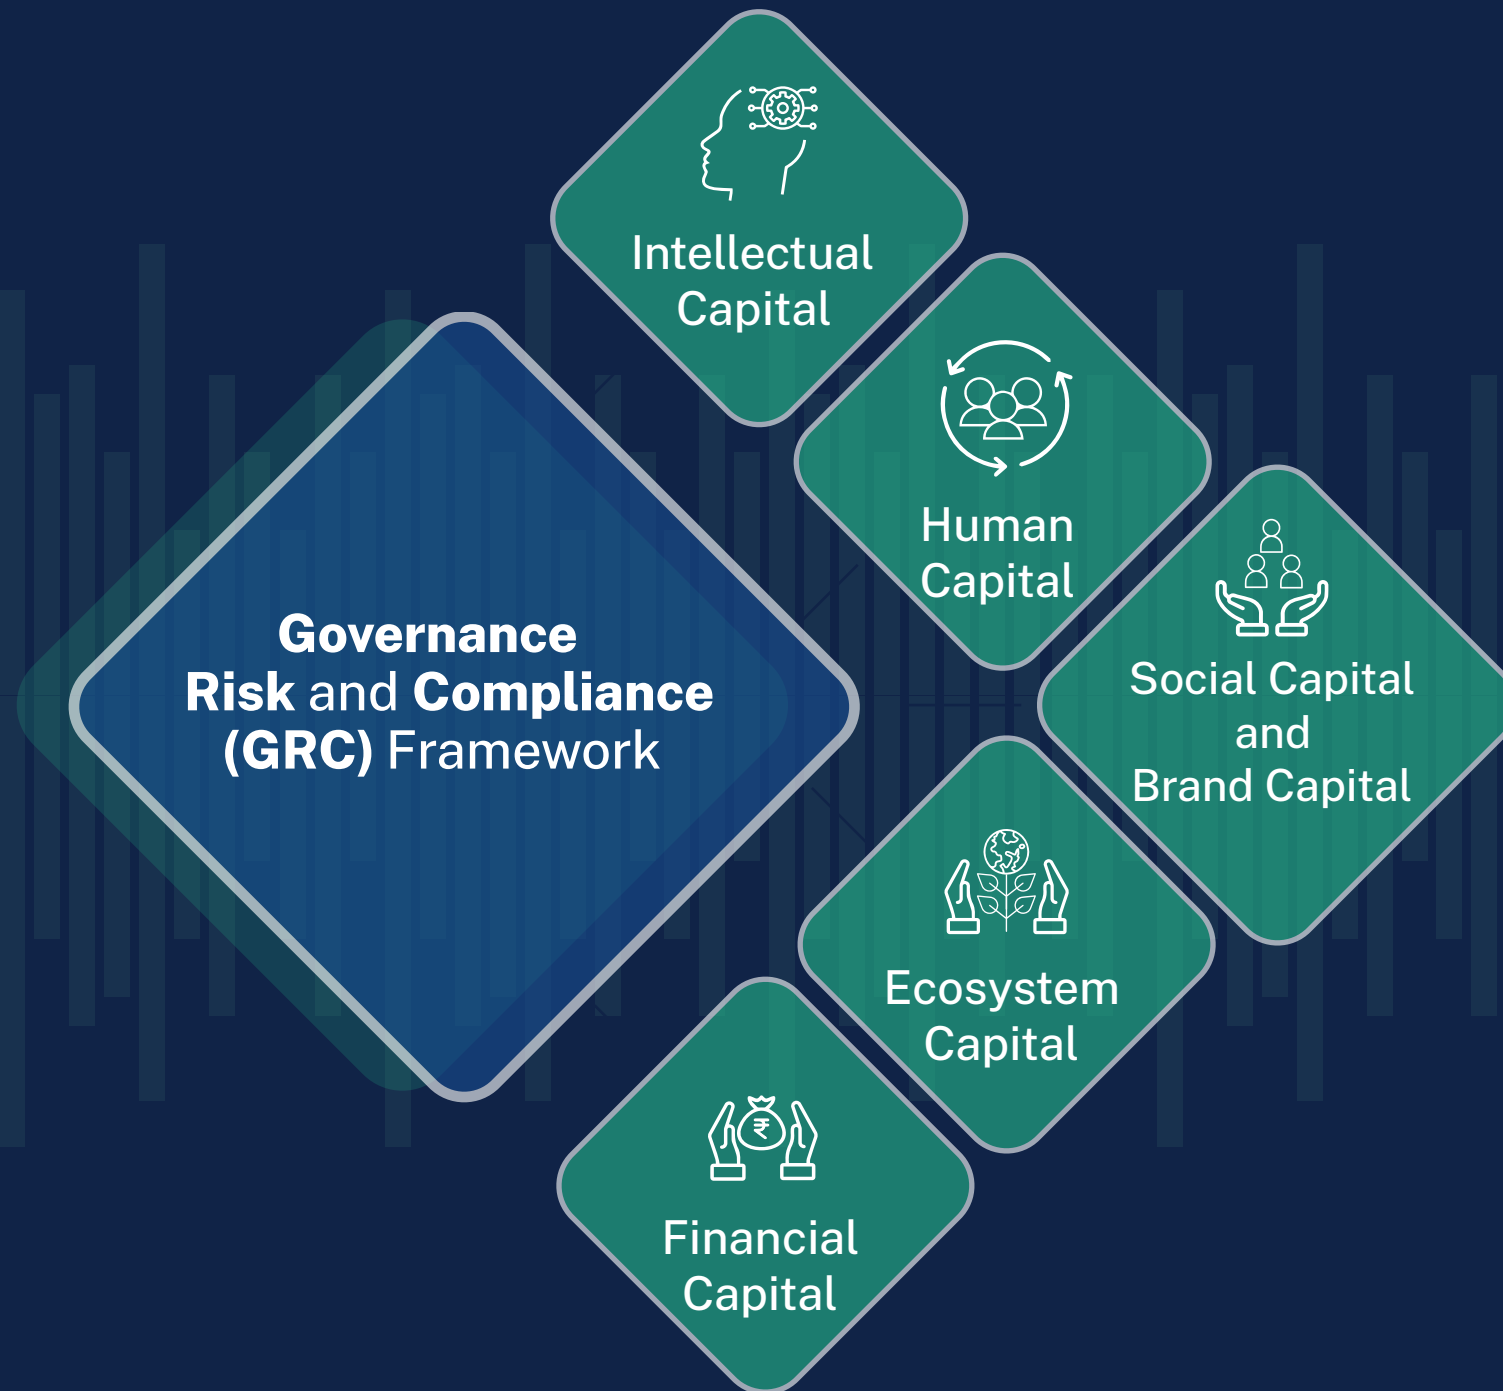 Intellectual
Capital
Human
Capital
Governance
Risk and Compliance
(GRC) Framework
Social Capital
and
Brand Capital
Ecosystem
Capital
₹
Financial
Capital